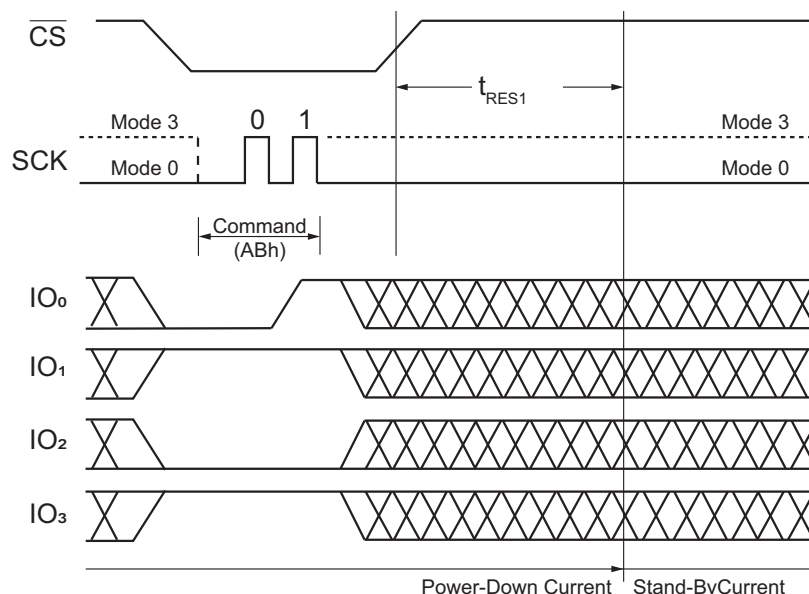 CS
tRES1
Mode 3 0 1 Mode 3
SCK
Mode 0 Mode 0
Command
(ABh)
IO₀
IO₁
IO₂
IO₃
Power-Down Current Stand-ByCurrent